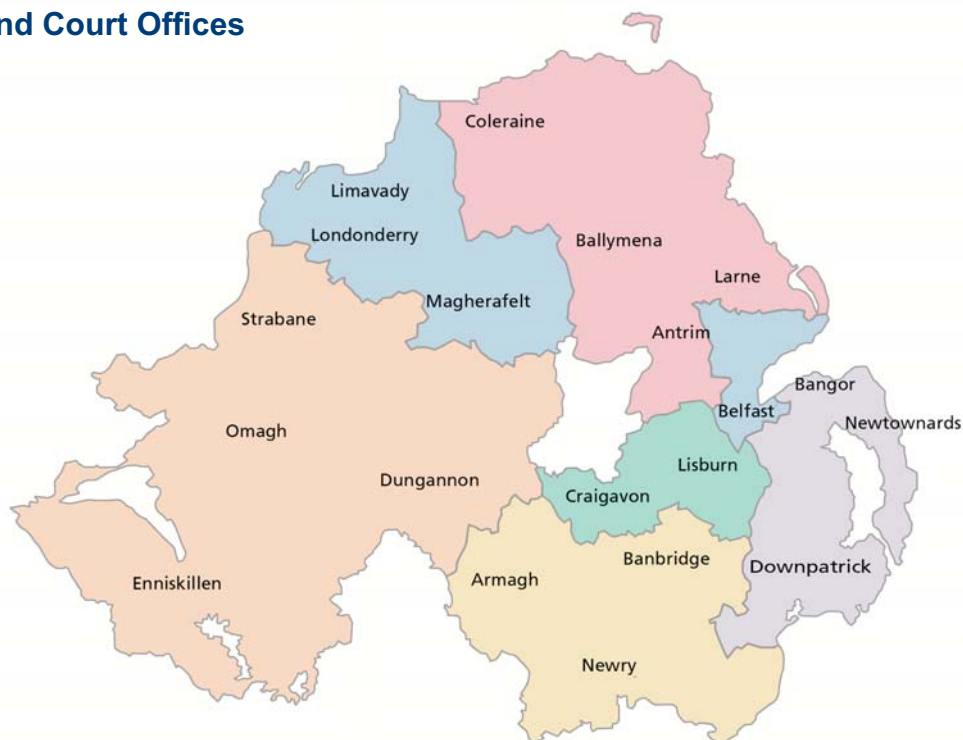 nd Court Offices
Coleraine
Limavady
Londonderry
Ballymena
Larne
Magherafelt
Strabane
Antrim
Bangor
Belfast
Newtownards
Omagh
Lisburn
Dungannon
Craigavon
Banbridge
Downpatrick
Armagh
Enniskillen
Newry